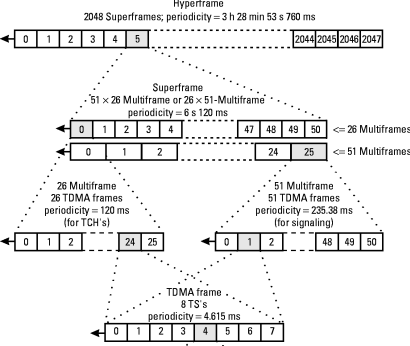 Hyperframe
2048 Superframes; periodicity = 3 h 28 min 53 s 760 ms
0 1 2 3 4 5 2044 2045 2046 2047
Superframe
51 × 26 Multiframe or 26 × 51-Multiframe
periodicity = 6 s 120 ms
0 1 2 3 4 47 48 49 50 <= 26 Multiframes
0 1 2 24 25 <= 51 Multiframes
26 Multiframe
26 TDMA frames
periodicity = 120 ms
(for TCH's)
51 Multiframe
51 TDMA frames
periodicity = 235.38 ms
(for signaling)
0 1 2 24 25
0 1 2 48 49 50
TDMA frame
8 TS's
periodicity = 4.615 ms
0 1 2 3 4 5 6 7